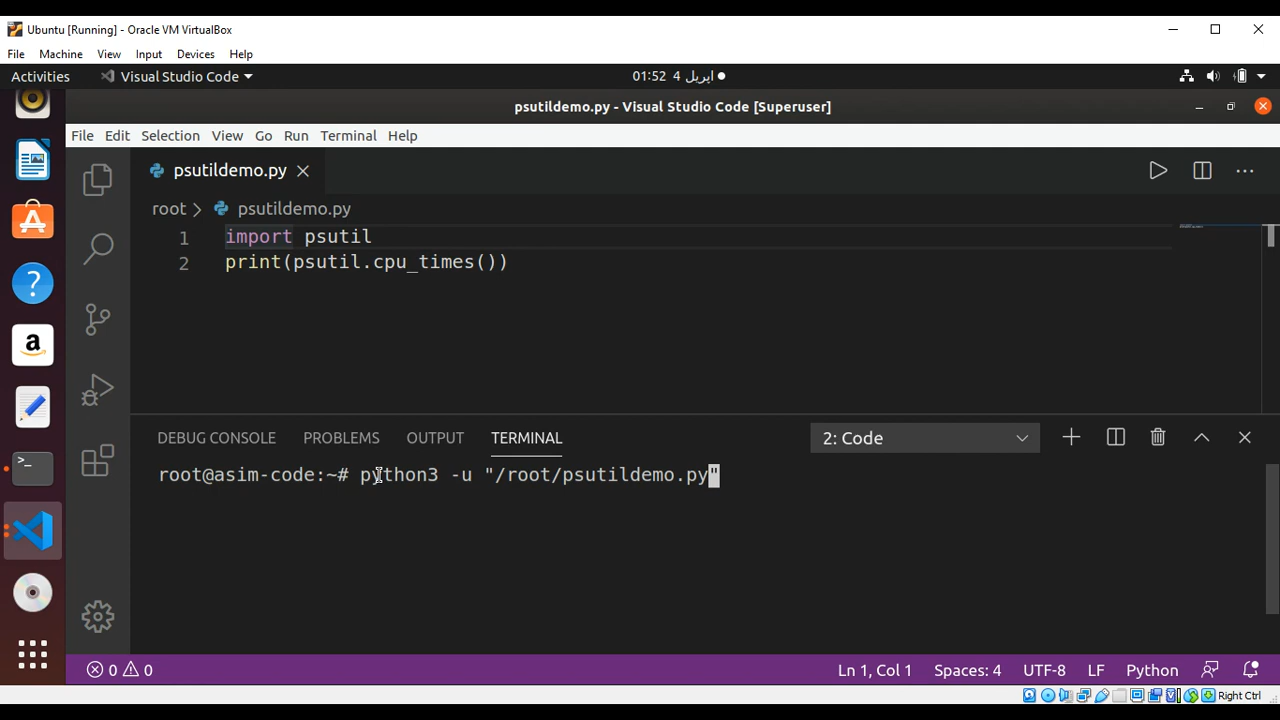 Ubuntu [Running] - Oracle VM VirtualBox
File Machine View Input Devices Help
Activities Visual Studio Code 01:52 4 اپریل
psutildemo.py - Visual Studio Code [Superuser]
File Edit Selection View Go Run Terminal Help
psutildemo.py
root > psutildemo.py
1 import psutil
2 print(psutil.cpu_times())
DEBUG CONSOLE PROBLEMS OUTPUT TERMINAL 2: Code
root@asim-code:~# python3 -u "/root/psutildemo.py"
0 0 Ln 1, Col 1 Spaces: 4 UTF-8 LF Python
Right Ctrl